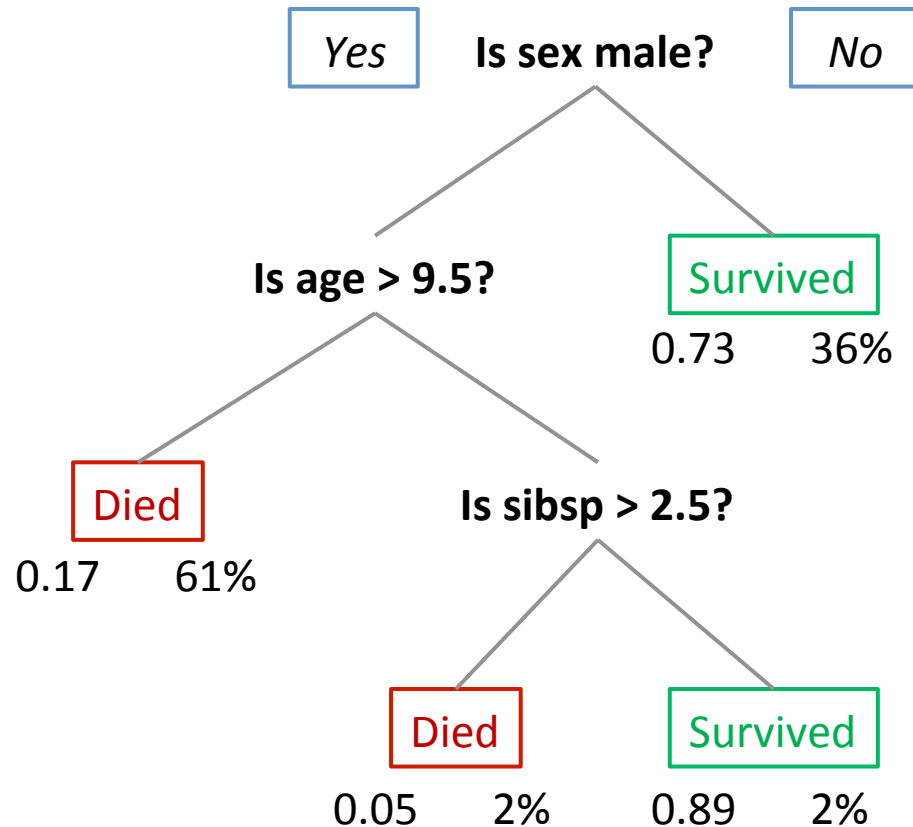 Yes Is sex male? No
Is age > 9.5?
Survived
0.73 36%
Died
0.17 61%
Is sibsp > 2.5?
Died Survived
0.05 2% 0.89 2%